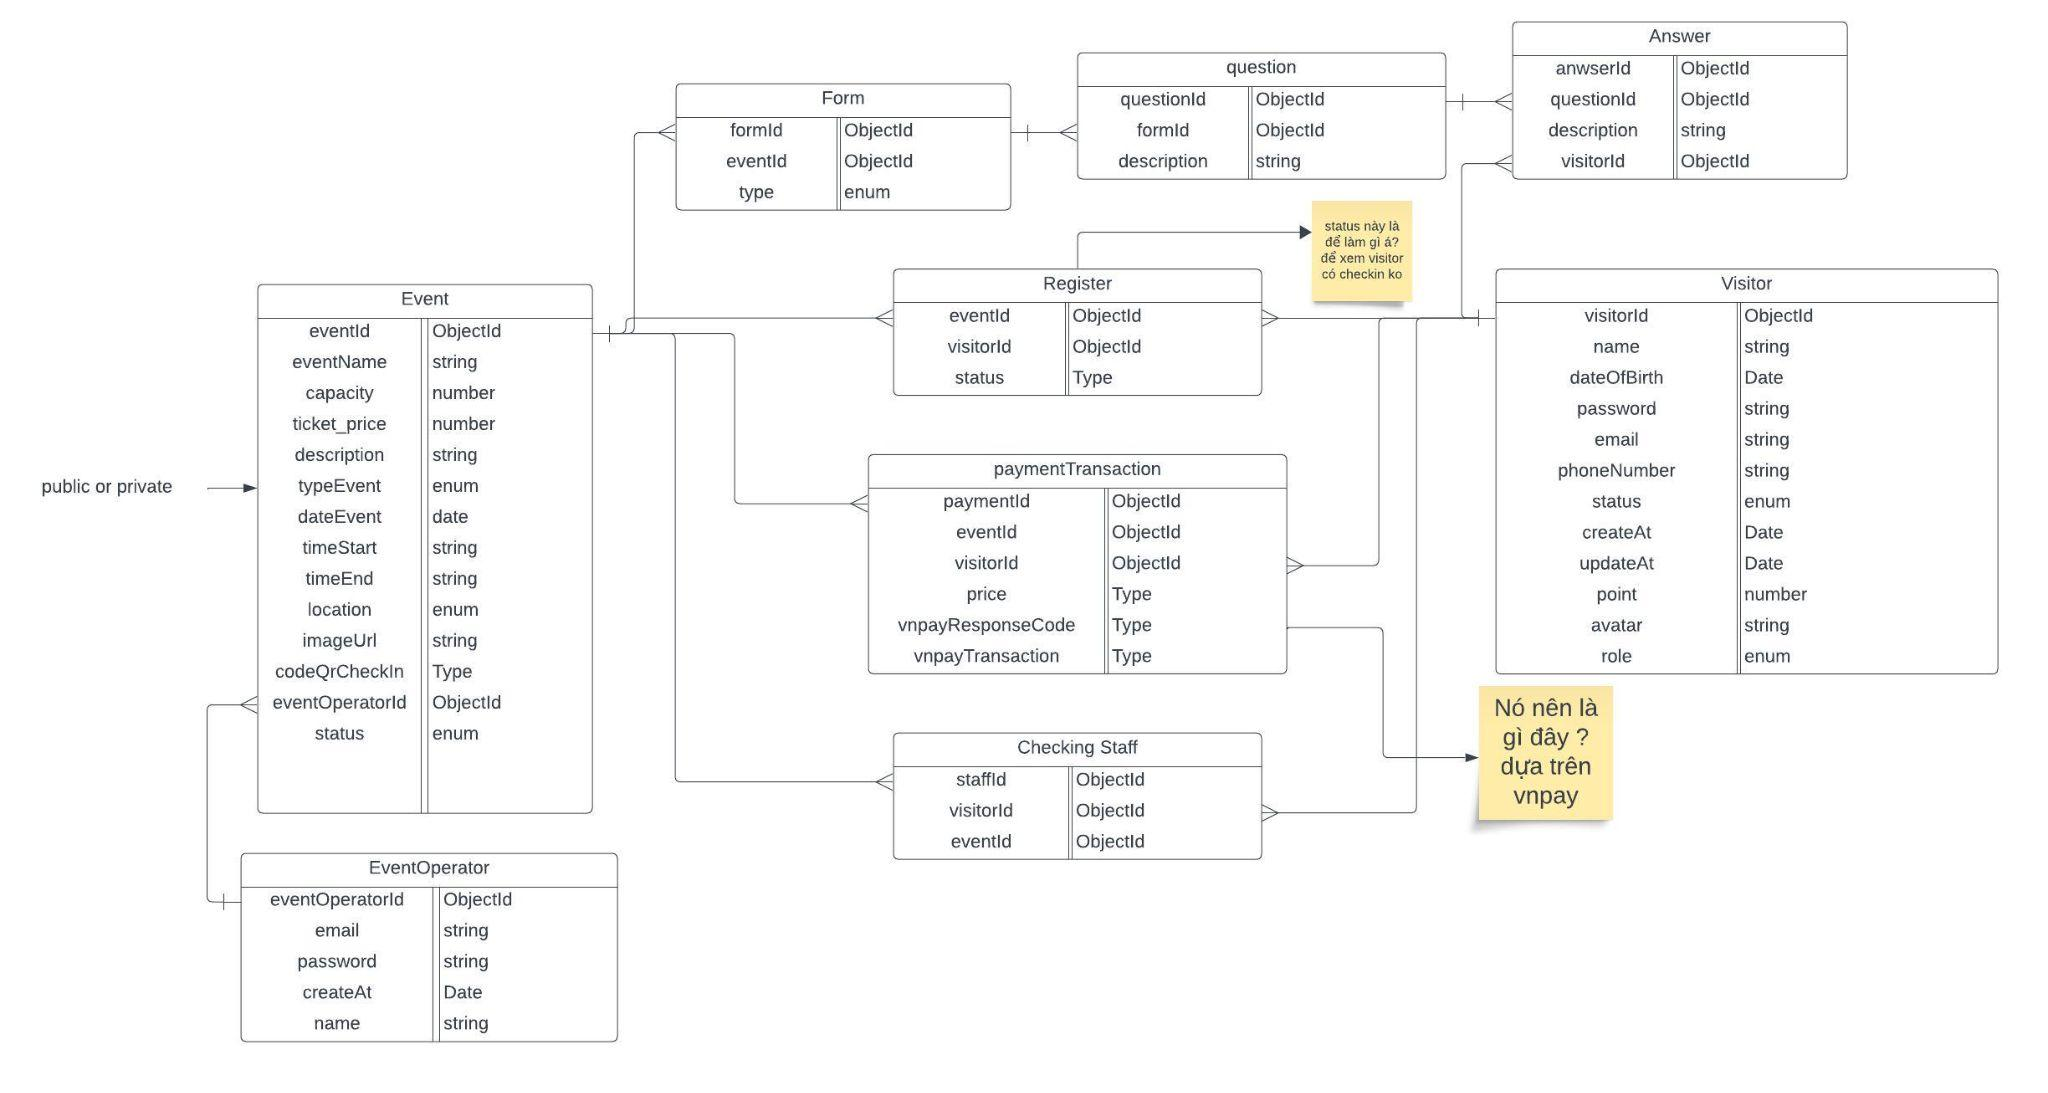 Form
formId ObjectId
eventId ObjectId
type enum
question
questionId ObjectId
formId ObjectId
description string
Answer
anwserId ObjectId
questionId ObjectId
description string
visitorId ObjectId
status này là
để làm gì á?
để xem visitor
có checkin ko
public or private
Event
eventId ObjectId
eventName string
capacity number
ticket_price number
description string
typeEvent enum
dateEvent date
timeStart string
timeEnd string
location enum
imageUrl string
codeQrCheckIn Type
eventOperatorId ObjectId
status enum
Register
eventId ObjectId
visitorId ObjectId
status Type
Visitor
visitorId ObjectId
name string
dateOfBirth Date
password string
email string
phoneNumber string
status enum
createAt Date
updateAt Date
point number
avatar string
role enum
paymentTransaction
paymentId ObjectId
eventId ObjectId
visitorId ObjectId
price Type
vnpayResponseCode Type
vnpayTransaction Type
Nó nên là
gì đây ?
dựa trên
vnpay
Checking Staff
staffId ObjectId
visitorId ObjectId
eventId ObjectId
EventOperator
eventOperatorId ObjectId
email string
password string
createAt Date
name string